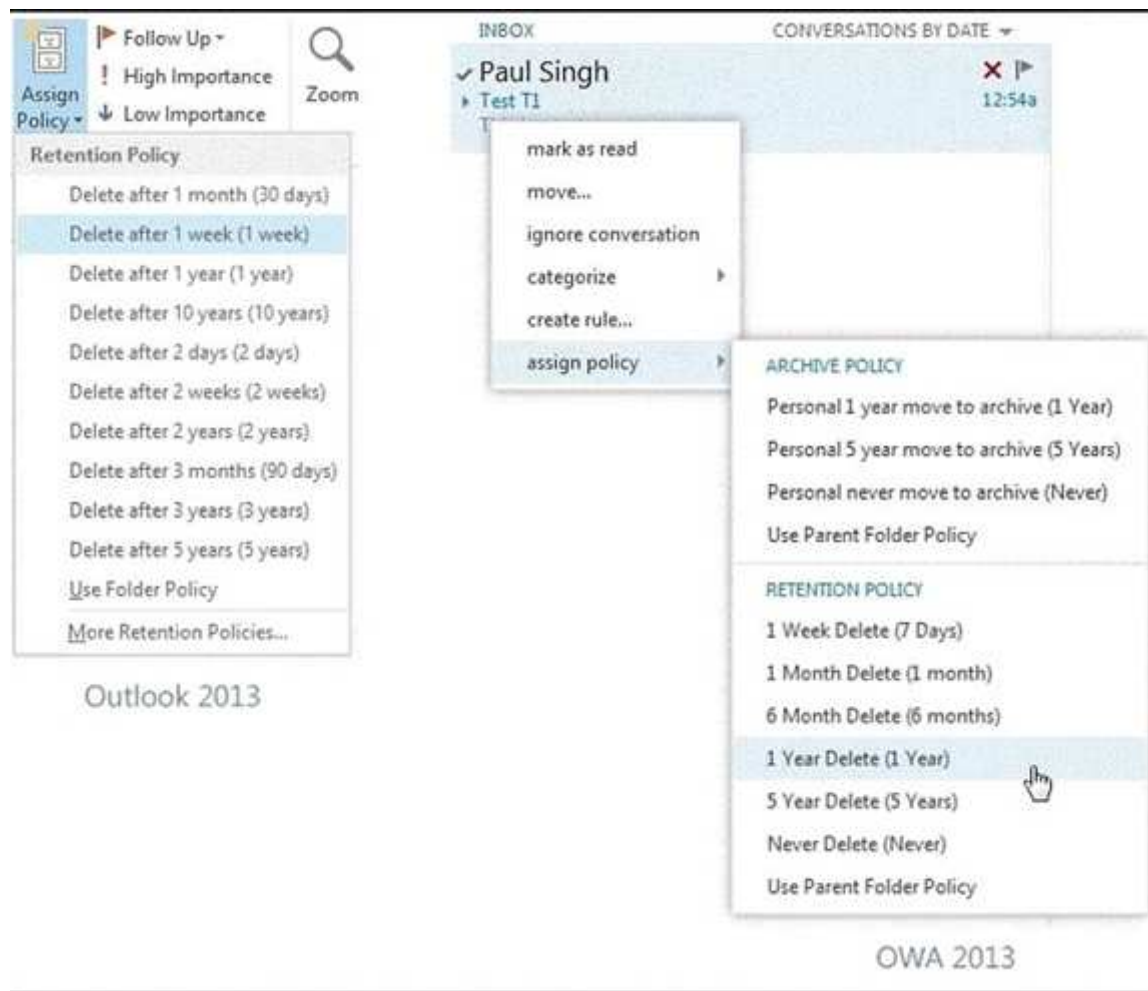 Assign
Policy
Follow Up
! High Importance
Low Importance
Zoom
Retention Policy
Delete after 1 month (30 days)
Delete after 1 week (1 week)
Delete after 1 year (1 year)
Delete after 10 years (10 years)
Delete after 2 days (2 days)
Delete after 2 weeks (2 weeks)
Delete after 2 years (2 years)
Delete after 3 months (90 days)
Delete after 3 years (3 years)
Delete after 5 years (5 years)
Use Folder Policy
More Retention Policies...
Outlook 2013
INBOX
CONVERSATIONS BY DATE
Paul Singh
Test T1
12:54a
mark as read
move...
ignore conversation
categorize
create rule...
assign policy
ARCHIVE POLICY
Personal 1 year move to archive (1 Year)
Personal 5 year move to archive (5 Years)
Personal never move to archive (Never)
Use Parent Folder Policy
RETENTION POLICY
1 Week Delete (7 Days)
1 Month Delete (1 month)
6 Month Delete (6 months)
1 Year Delete (1 Year)
5 Year Delete (5 Years)
Never Delete (Never)
Use Parent Folder Policy
OWA 2013